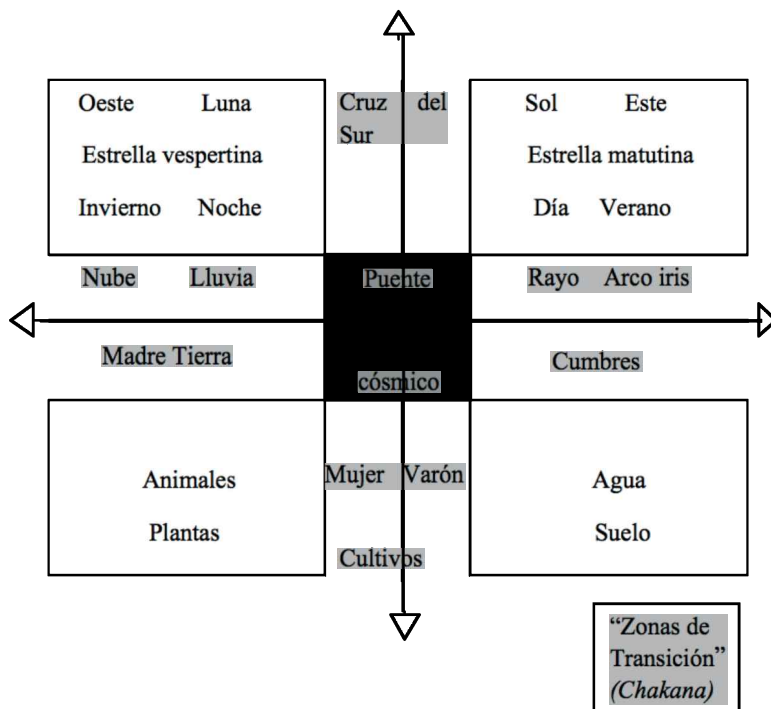 Oeste Luna
Estrella vespertina
Invierno Noche
Cruz del
Sur
Sol Este
Estrella matutina
Día Verano
Nube Lluvia
Puente
Rayo Arco iris
Madre Tierra
cósmico
Cumbres
Animales
Plantas
Mujer Varón
Cultivos
Agua
Suelo
“Zonas de
Transición”
(Chakana)